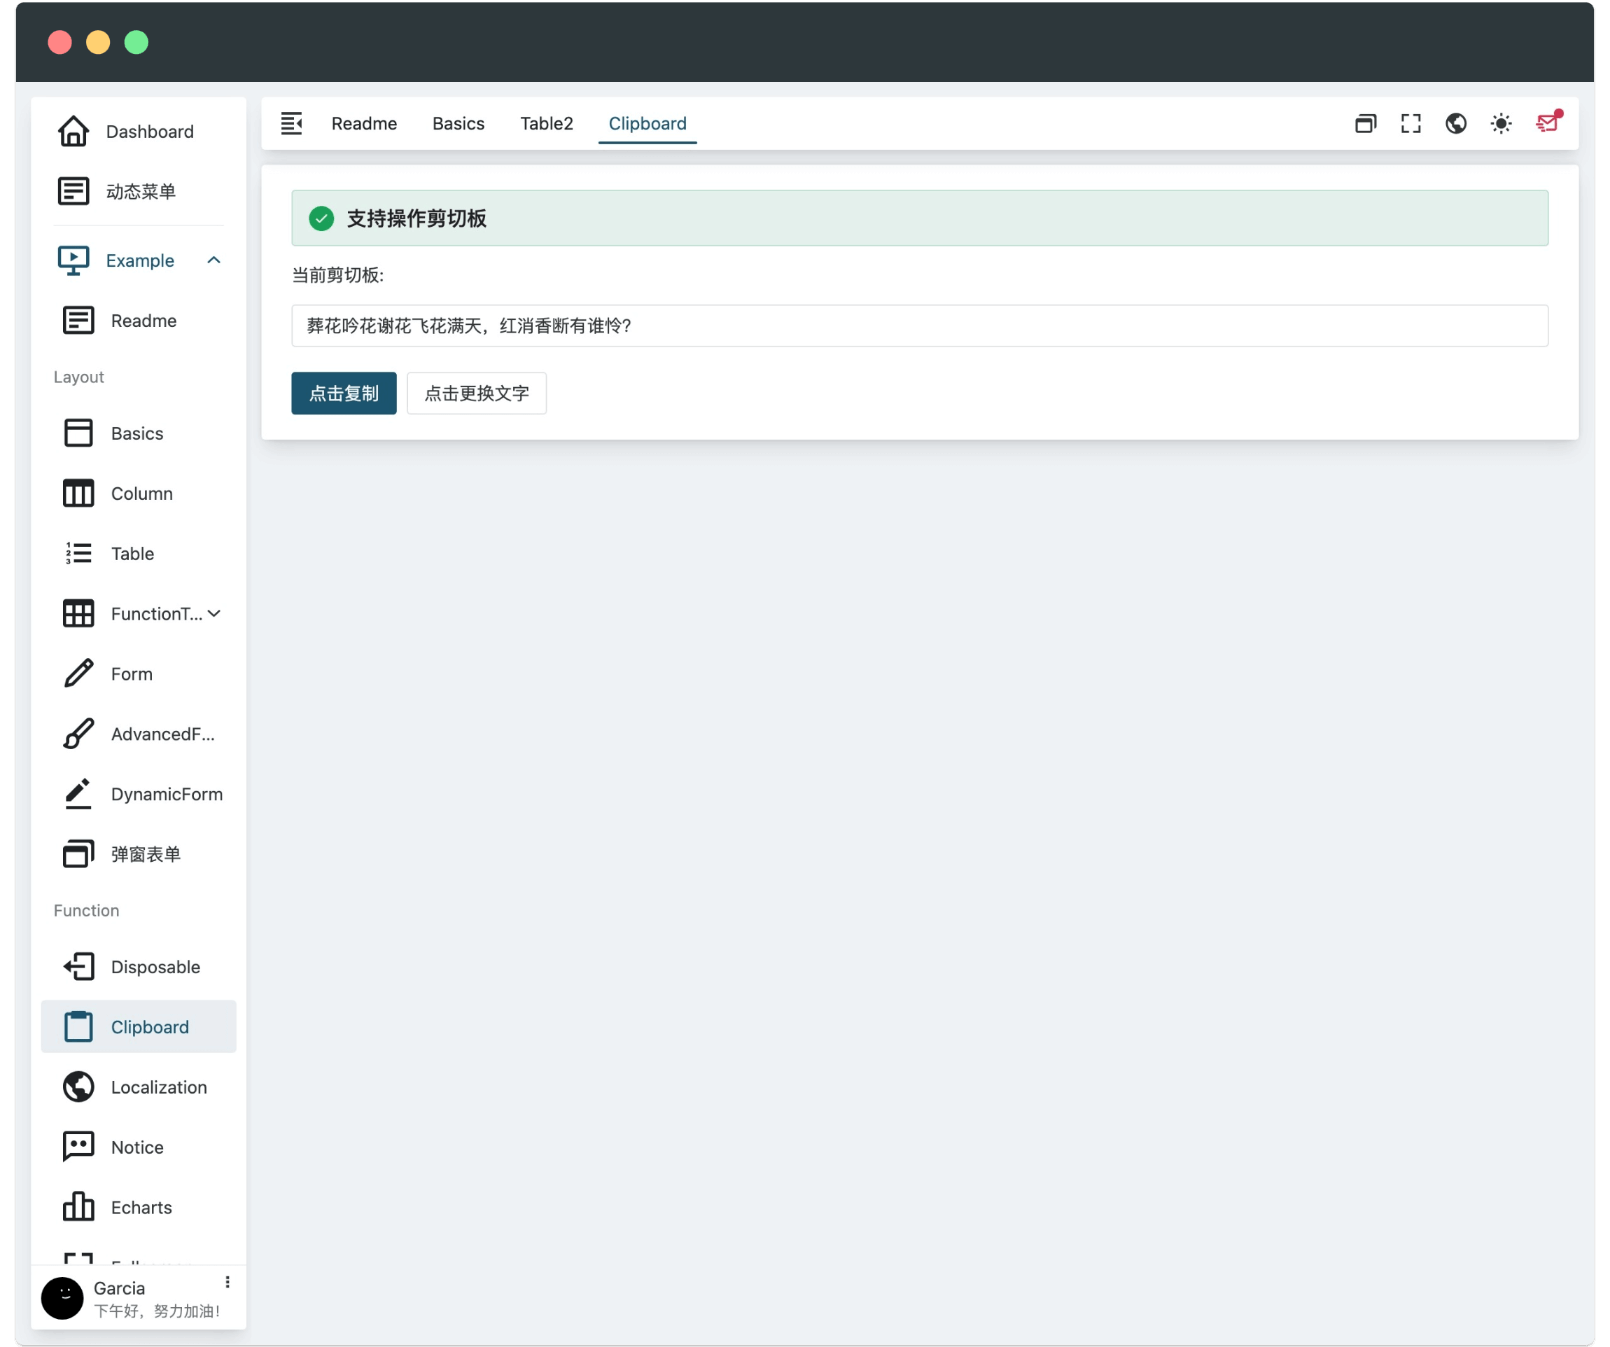 Dashboard
动态菜单
Example
Readme
Layout
Basics
Column
Table
FunctionT...
Form
AdvancedF...
DynamicForm
弹窗表单
Function
Disposable
Clipboard
Localization
Notice
Echarts
Garcia
下午好，努力加油！
Readme Basics Table2 Clipboard
支持操作剪切板
当前剪切板:
葬花吟花谢花飞花满天，红消香断有谁怜?
点击复制 点击更换文字